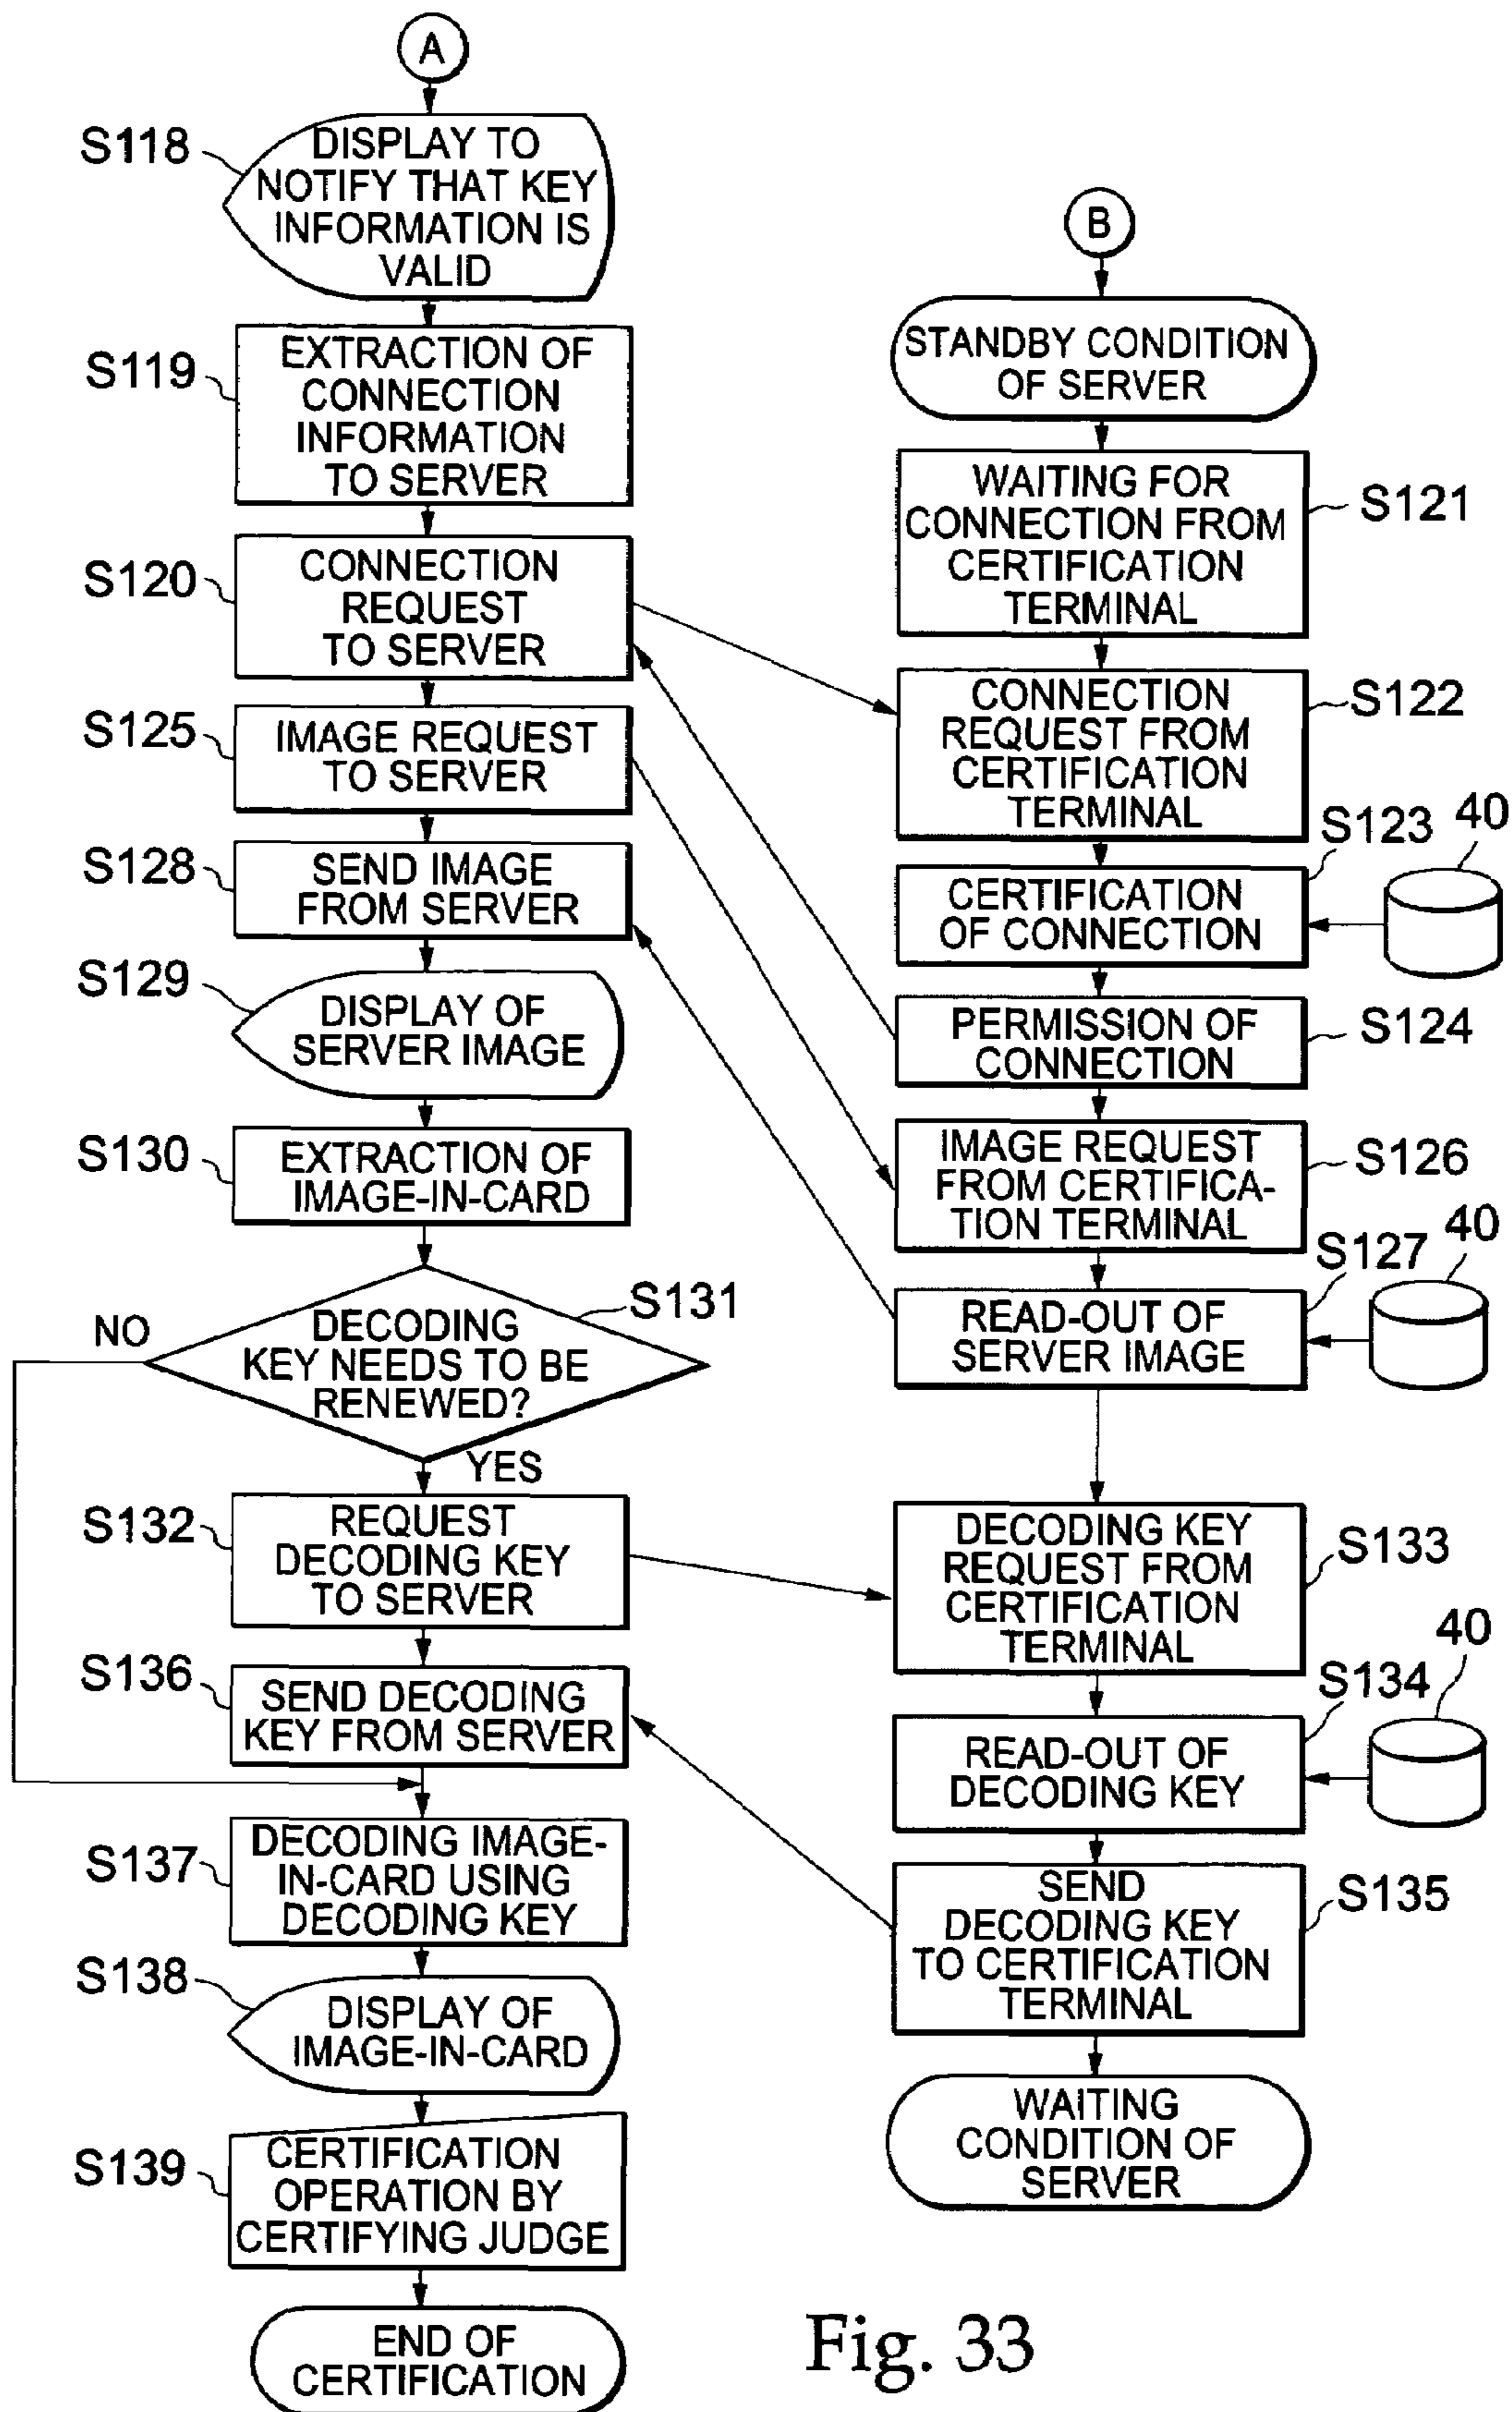 A
S118
DISPLAY TO
NOTIFY THAT KEY
INFORMATION IS
VALID
S119
EXTRACTION OF
CONNECTION
INFORMATION
TO SERVER
S120
CONNECTION
REQUEST
TO SERVER
S125
IMAGE REQUEST
TO SERVER
S128
SEND IMAGE
FROM SERVER
S129
DISPLAY OF
SERVER IMAGE
S130
EXTRACTION OF
IMAGE-IN-CARD
S131
NO
DECODING
KEY NEEDS TO BE
RENEWED?
YES
S132
REQUEST
DECODING KEY
TO SERVER
S136
SEND DECODING
KEY FROM SERVER
S137
DECODING IMAGE-
IN-CARD USING
DECODING KEY
S138
DISPLAY OF
IMAGE-IN-CARD
S139
CERTIFICATION
OPERATION BY
CERTIFYING JUDGE
END OF
CERTIFICATION
B
STANDBY CONDITION
OF SERVER
WAITING FOR
CONNECTION FROM
CERTIFICATION
TERMINAL
S121
CONNECTION
REQUEST FROM
CERTIFICATION
TERMINAL
S122
S123
40
CERTIFICATION
OF CONNECTION
PERMISSION OF
CONNECTION
S124
IMAGE REQUEST
FROM CERTIFICA-
TION TERMINAL
S126
S127
40
READ-OUT OF
SERVER IMAGE
DECODING KEY
REQUEST FROM
CERTIFICATION
TERMINAL
S133
S134
40
READ-OUT OF
DECODING KEY
SEND
DECODING KEY
TO CERTIFICATION
TERMINAL
S135
WAITING
CONDITION OF
SERVER
Fig. 33